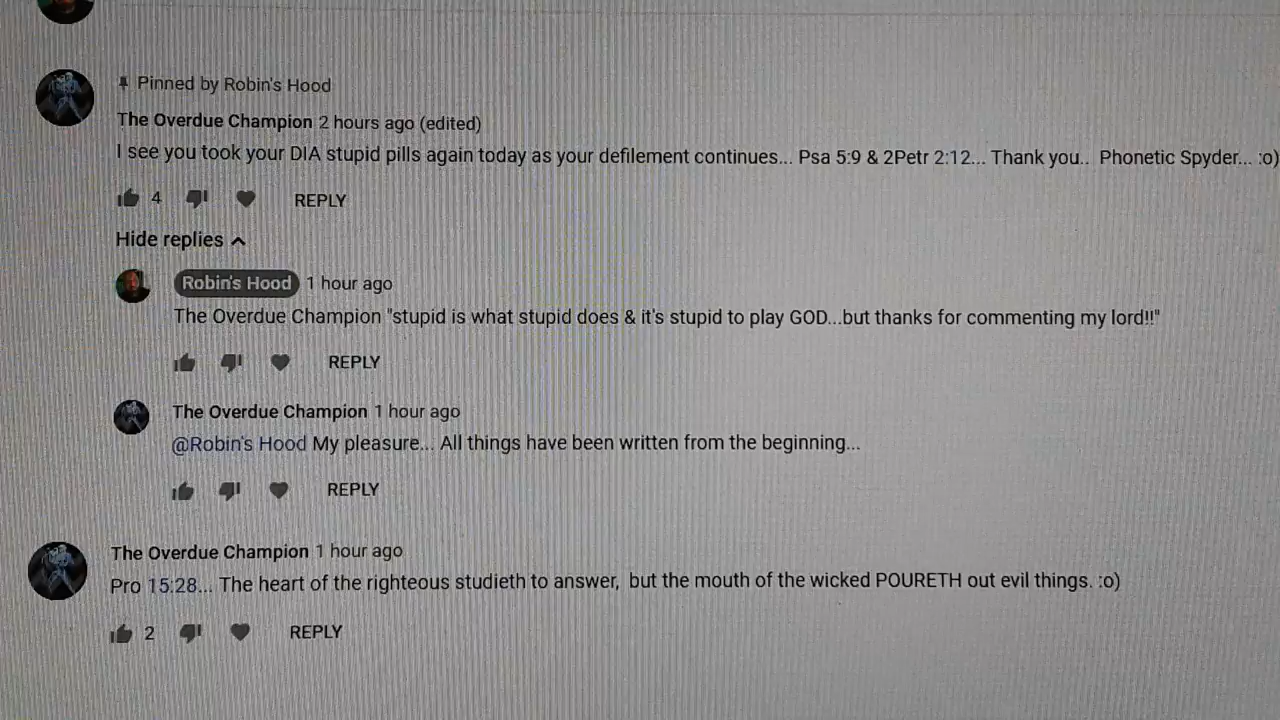 Pinned by Robin's Hood
The Overdue Champion 2 hours ago (edited)
I see you took your DIA stupid pills again today as your defilement continues... Psa 5:9 & 2Petr 2:12... Thank you.. Phonetic Spyder... :o)
4 REPLY
Hide replies
Robin's Hood 1 hour ago
The Overdue Champion "stupid is what stupid does & it's stupid to play GOD...but thanks for commenting my lord!!"
REPLY
The Overdue Champion 1 hour ago
@Robin's Hood My pleasure... All things have been written from the beginning...
REPLY
The Overdue Champion 1 hour ago
Pro 15:28... The heart of the righteous studieth to answer, but the mouth of the wicked POURETH out evil things. :o)
2 REPLY